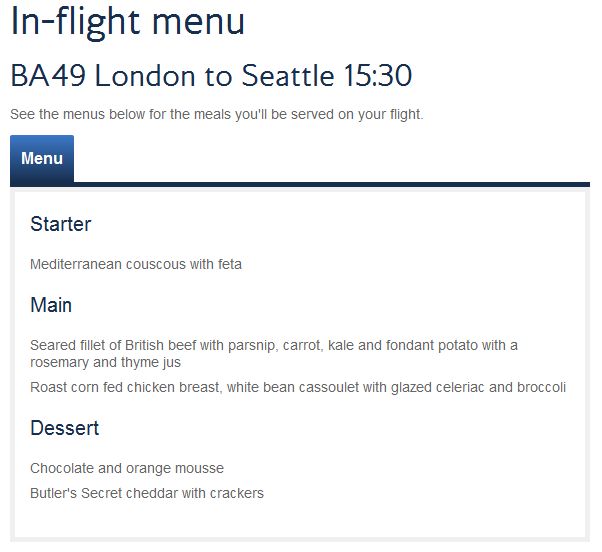 In-flight menu
BA49 London to Seattle 15:30
See the menus below for the meals you'll be served on your flight.
Menu
Starter
Mediterranean couscous with feta
Main
Seared fillet of British beef with parsnip, carrot, kale and fondant potato with a
rosemary and thyme jus
Roast corn fed chicken breast, white bean cassoulet with glazed celeriac and broccoli
Dessert
Chocolate and orange mousse
Butler's Secret cheddar with crackers